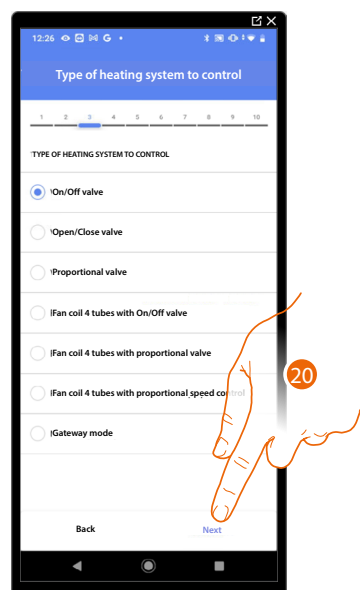 12:26 G
Type of heating system to control
1 2 3 4 5 6 7 8 9 10
TYPE OF HEATING SYSTEM TO CONTROL
On/Off valve
Open/Close valve
Proportional valve
Fan coil 4 tubes with On/Off valve
Fan coil 4 tubes with proportional valve
Fan coil 4 tubes with proportional speed control
Gateway mode
20
Back Next